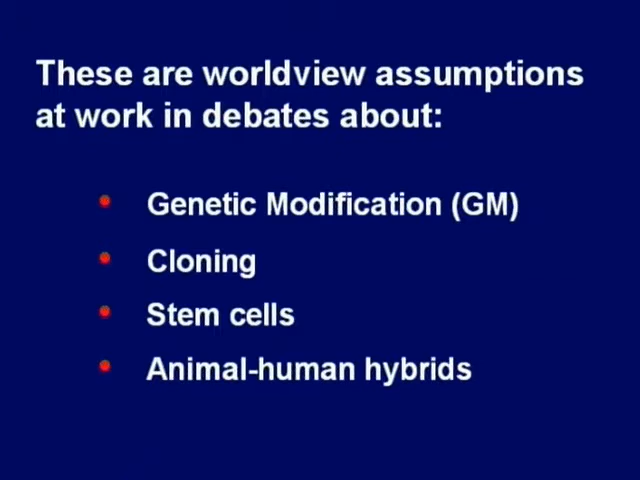 These are worldview assumptions
at work in debates about:
Genetic Modification (GM)
Cloning
Stem cells
Animal-human hybrids